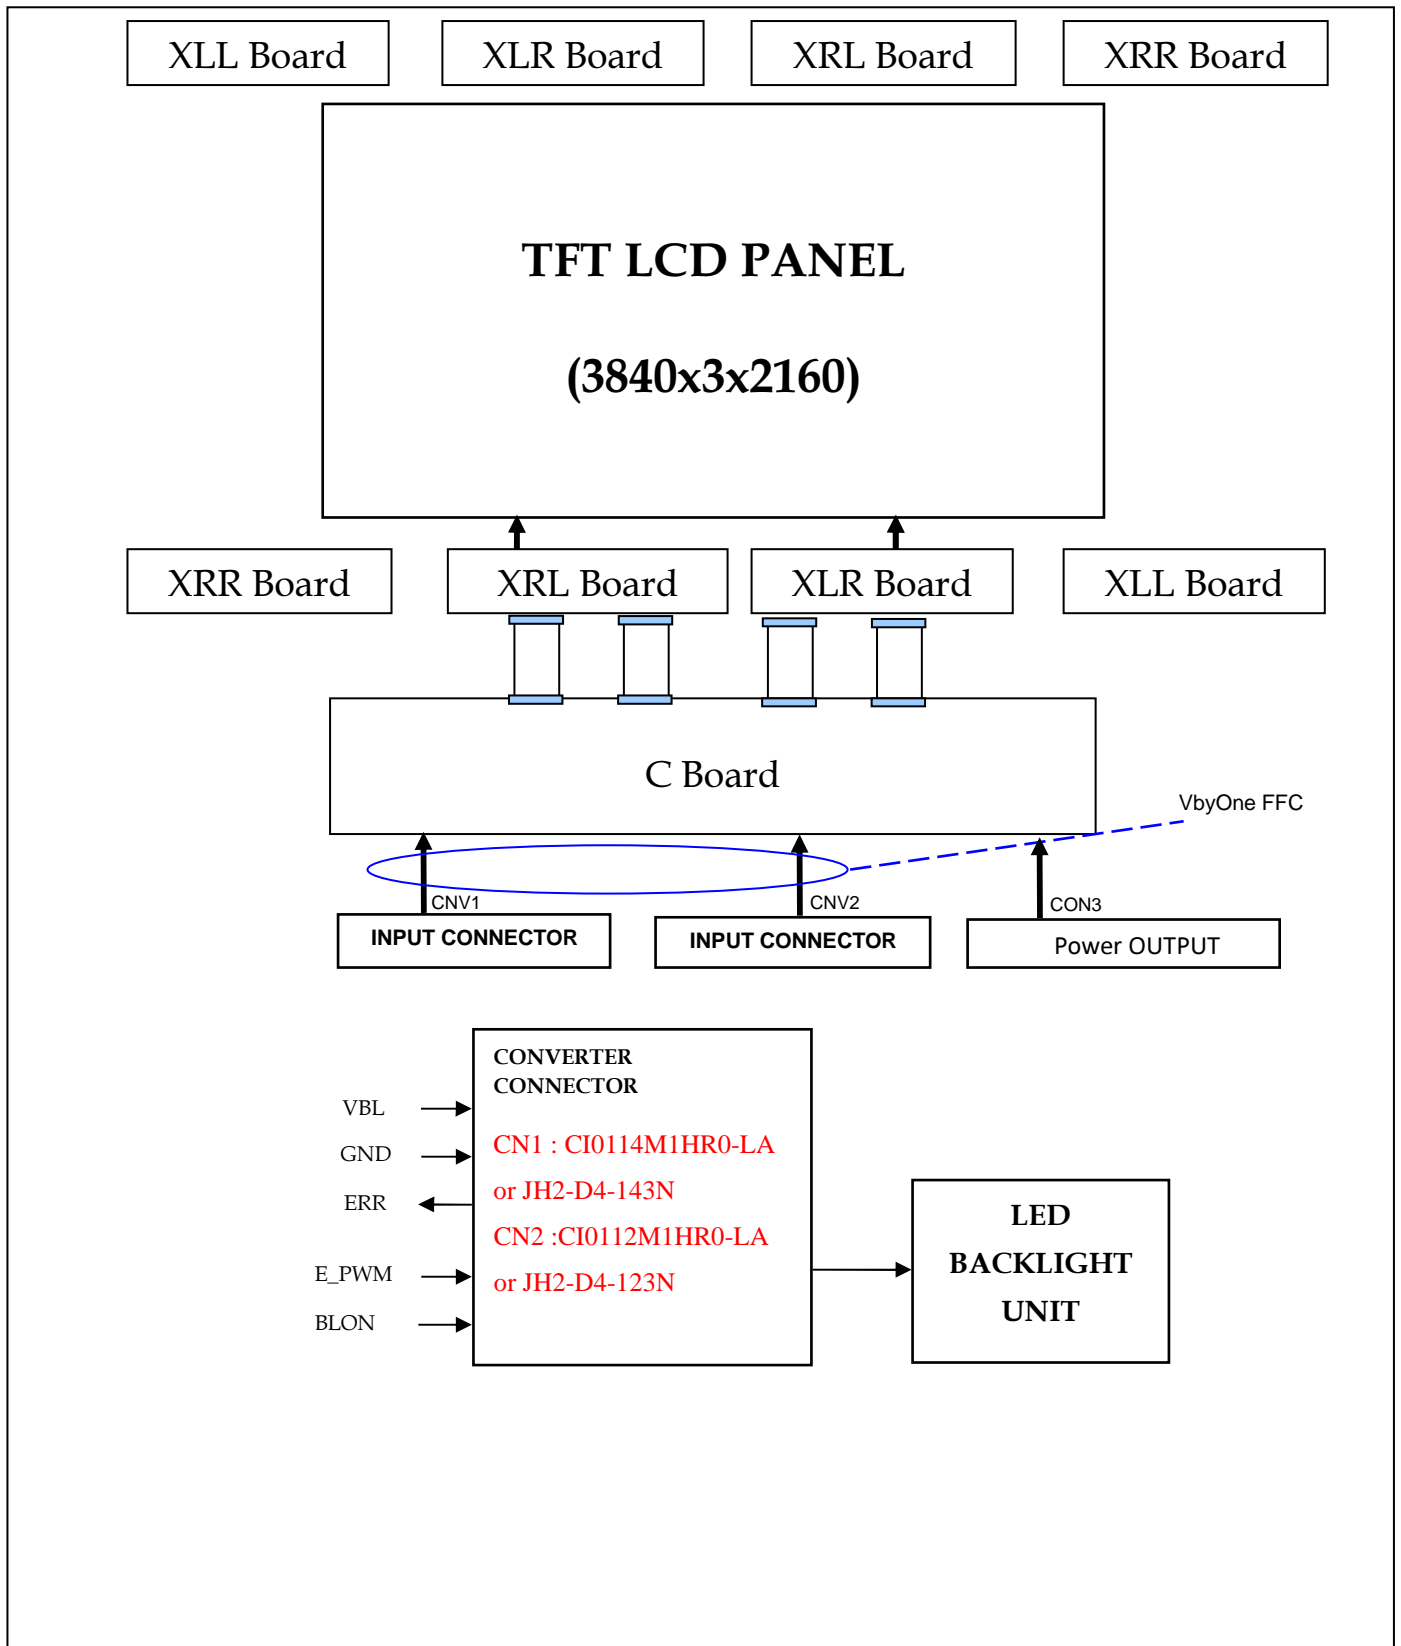 XLL Board
XLR Board
XRL Board
XRR Board
TFT LCD PANEL
(3840x3x2160)
XRR Board
XRL Board
XLR Board
XLL Board
C Board
VbyOne FFC
CNV1
CNV2
CON3
INPUT CONNECTOR
INPUT CONNECTOR
Power OUTPUT
CONVERTER
CONNECTOR
VBL
GND
ERR
E_PWM
BLON
CN1 : CI0114M1HR0-LA
or JH2-D4-143N
CN2 :CI0112M1HR0-LA
or JH2-D4-123N
LED
BACKLIGHT
UNIT